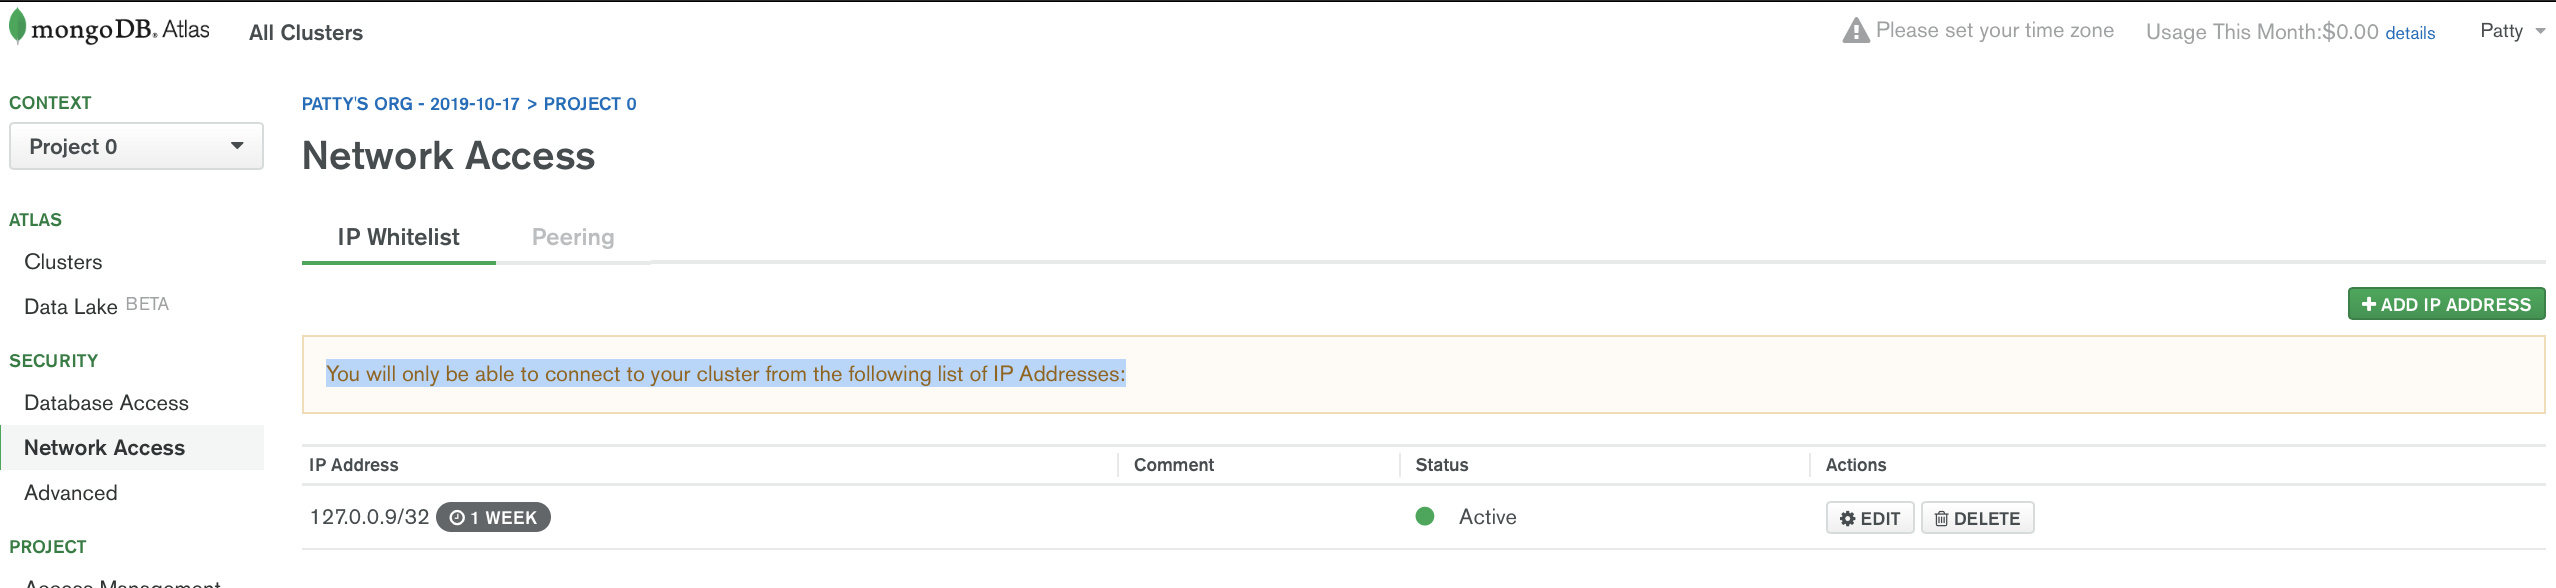 mongoDB. Atlas All Clusters Please set your time zone Usage This Month:$0.00 details Patty
CONTEXT
Project 0
ATLAS
Clusters
Data Lake BETA
SECURITY
Database Access
Network Access
Advanced
PROJECT
Access Management
PATTY'S ORG - 2019-10-17 > PROJECT 0
Network Access
IP Whitelist Peering
ADD IP ADDRESS
You will only be able to connect to your cluster from the following list of IP Addresses:
IP Address Comment Status Actions
127.0.0.9/32 1 WEEK Active EDIT DELETE